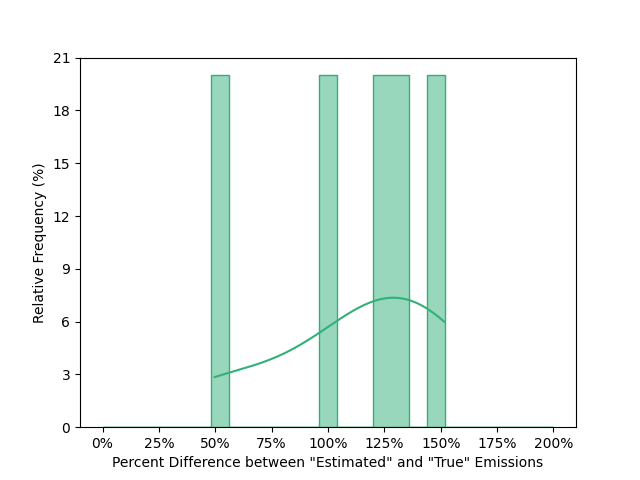 21
18
15
12
9
6
3
0
Relative Frequency (%)
0% 25% 50% 75% 100% 125% 150% 175% 200%
Percent Difference between "Estimated" and "True" Emissions